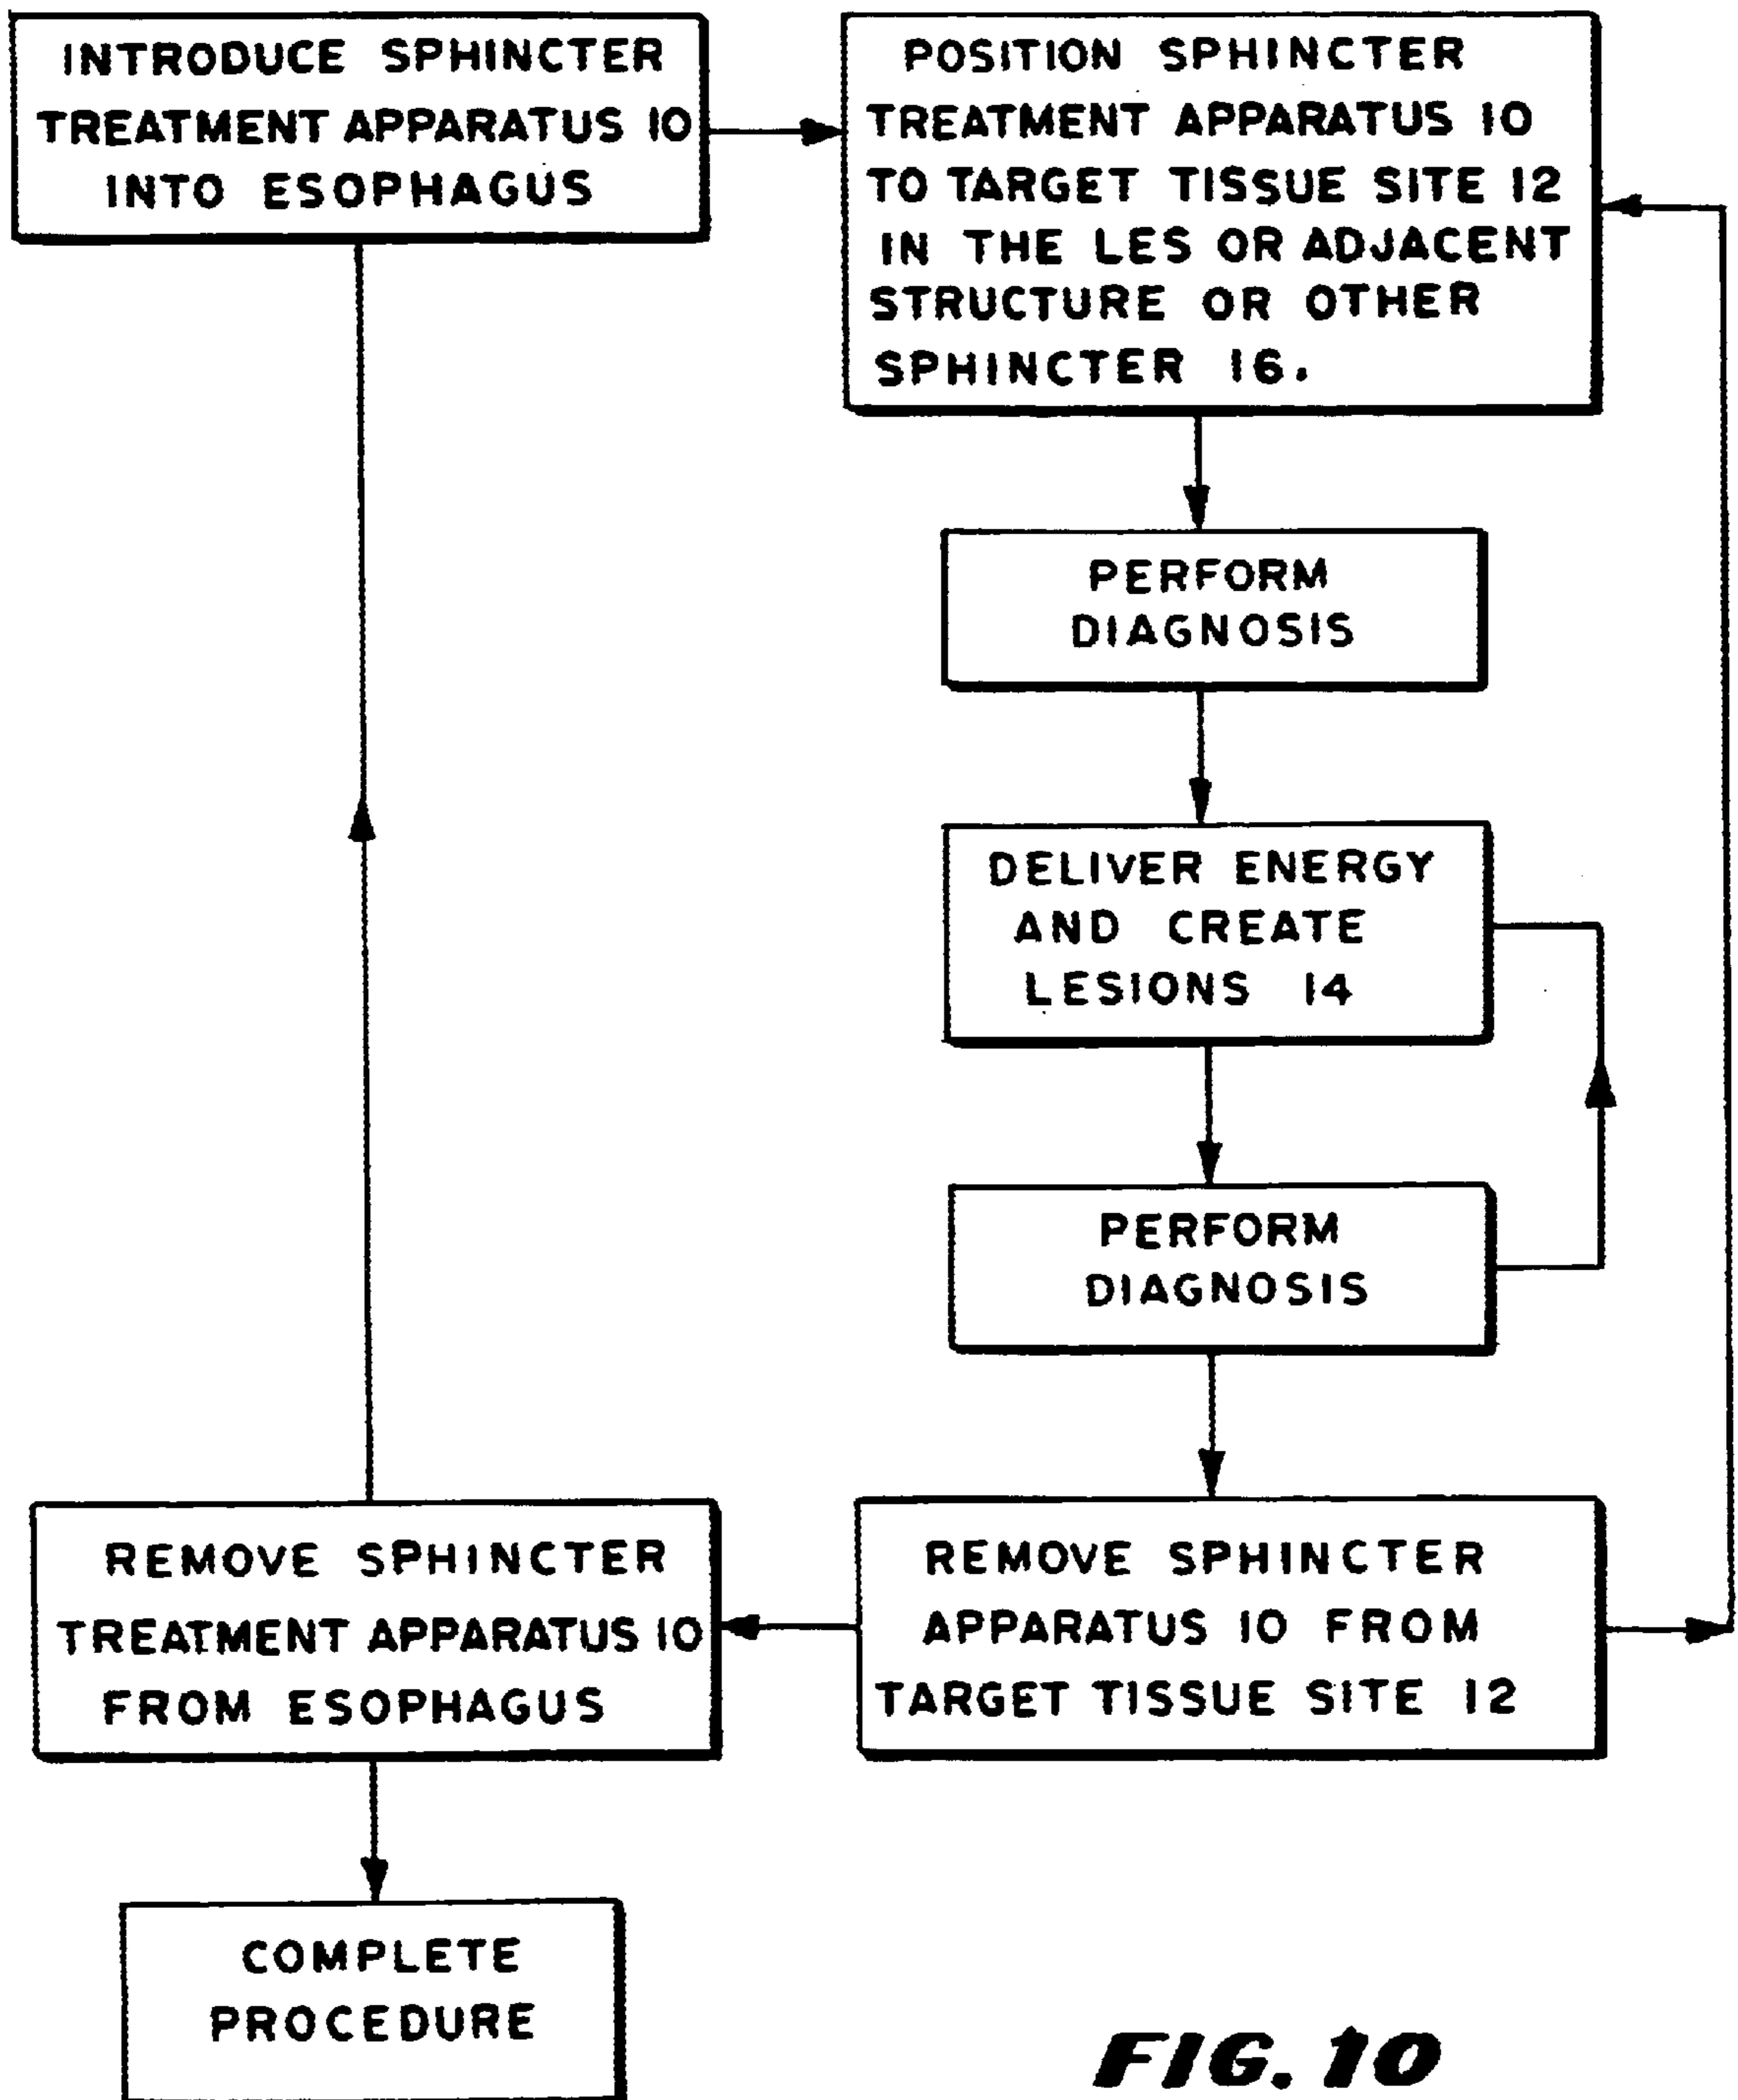 INTRODUCE SPHINCTER
TREATMENT APPARATUS 10
INTO ESOPHAGUS
POSITION SPHINCTER
TREATMENT APPARATUS 10
TO TARGET TISSUE SITE 12
IN THE LES OR ADJACENT
STRUCTURE OR OTHER
SPHINCTER 16.
PERFORM
DIAGNOSIS
DELIVER ENERGY
AND CREATE
LESIONS 14
PERFORM
DIAGNOSIS
REMOVE SPHINCTER
APPARATUS 10 FROM
TARGET TISSUE SITE 12
REMOVE SPHINCTER
TREATMENT APPARATUS 10
FROM ESOPHAGUS
COMPLETE
PROCEDURE
FIG. 10